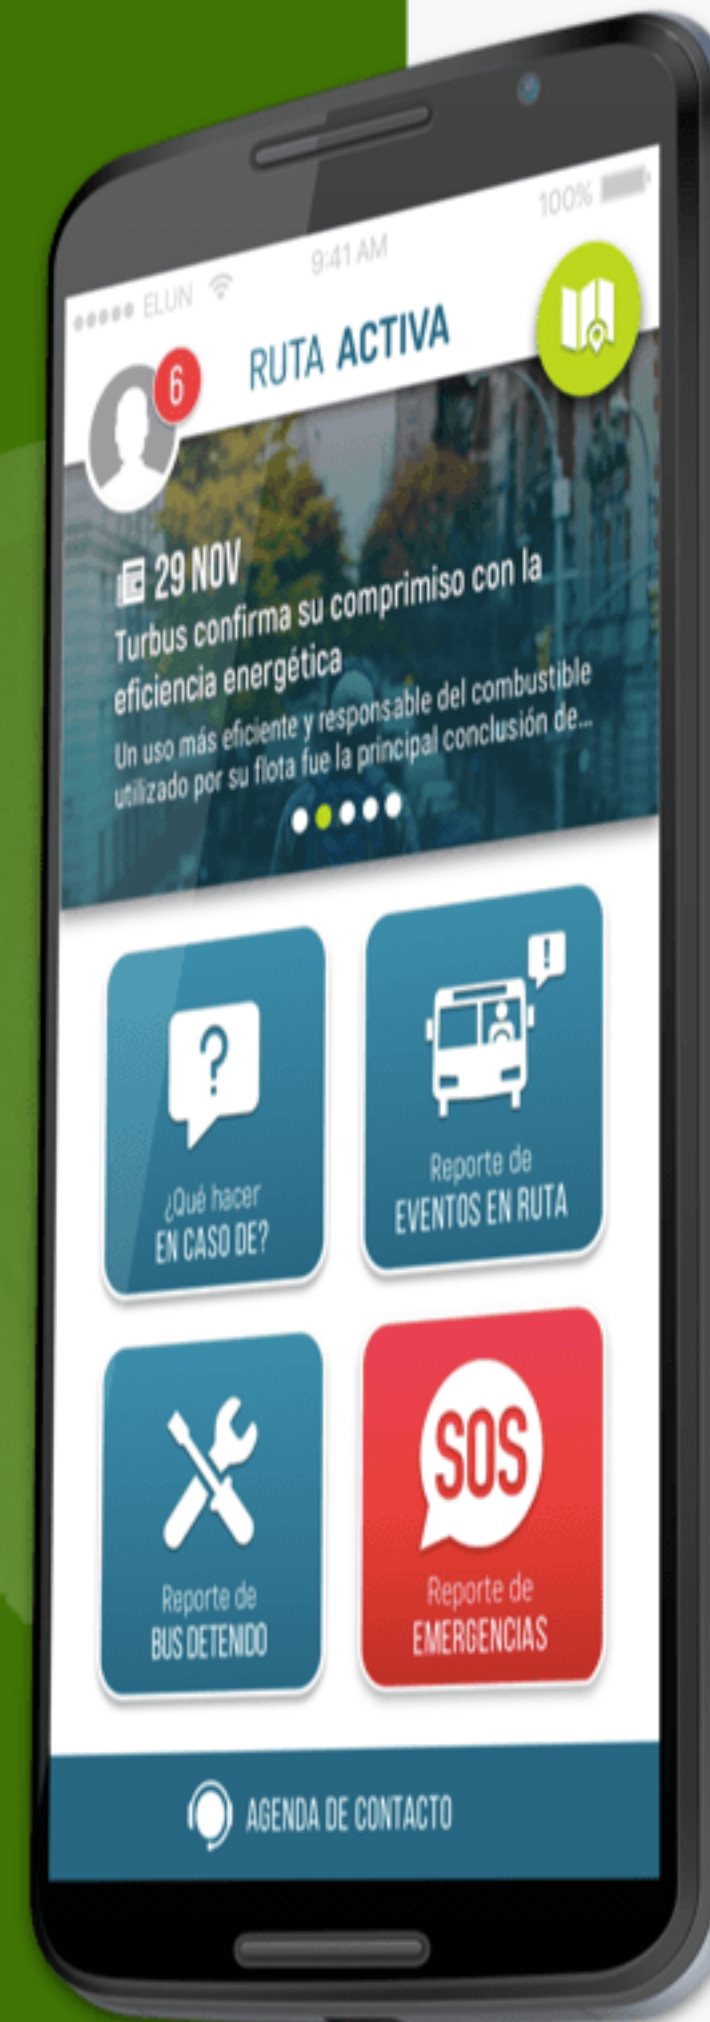 ELUN
9:41 AM
100%
6
RUTA ACTIVA
29 NOV
Turbus confirma su comprimiso con la
eficiencia energética
Un uso más eficiente y responsable del combustible
utilizado por su flota fue la principal conclusión de...
?
¿Qué hacer
EN CASO DE?
!
Reporte de
EVENTOS EN RUTA
Reporte de
BUS DETENIDO
SOS
Reporte de
EMERGENCIAS
AGENDA DE CONTACTO